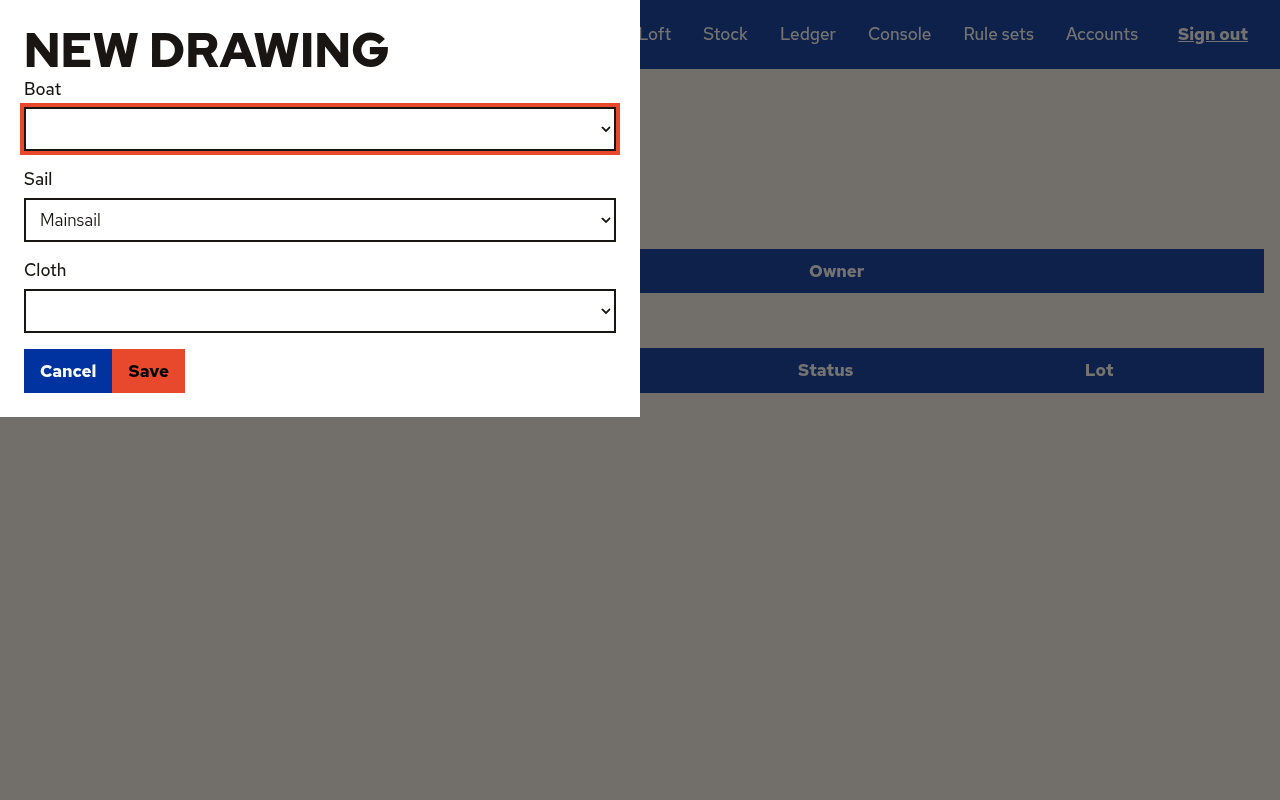 NEW DRAWING
Boat
Sail
Mainsail
Cloth
Cancel Save
Loft Stock Ledger Console Rule sets Accounts Sign out
Owner
Status Lot